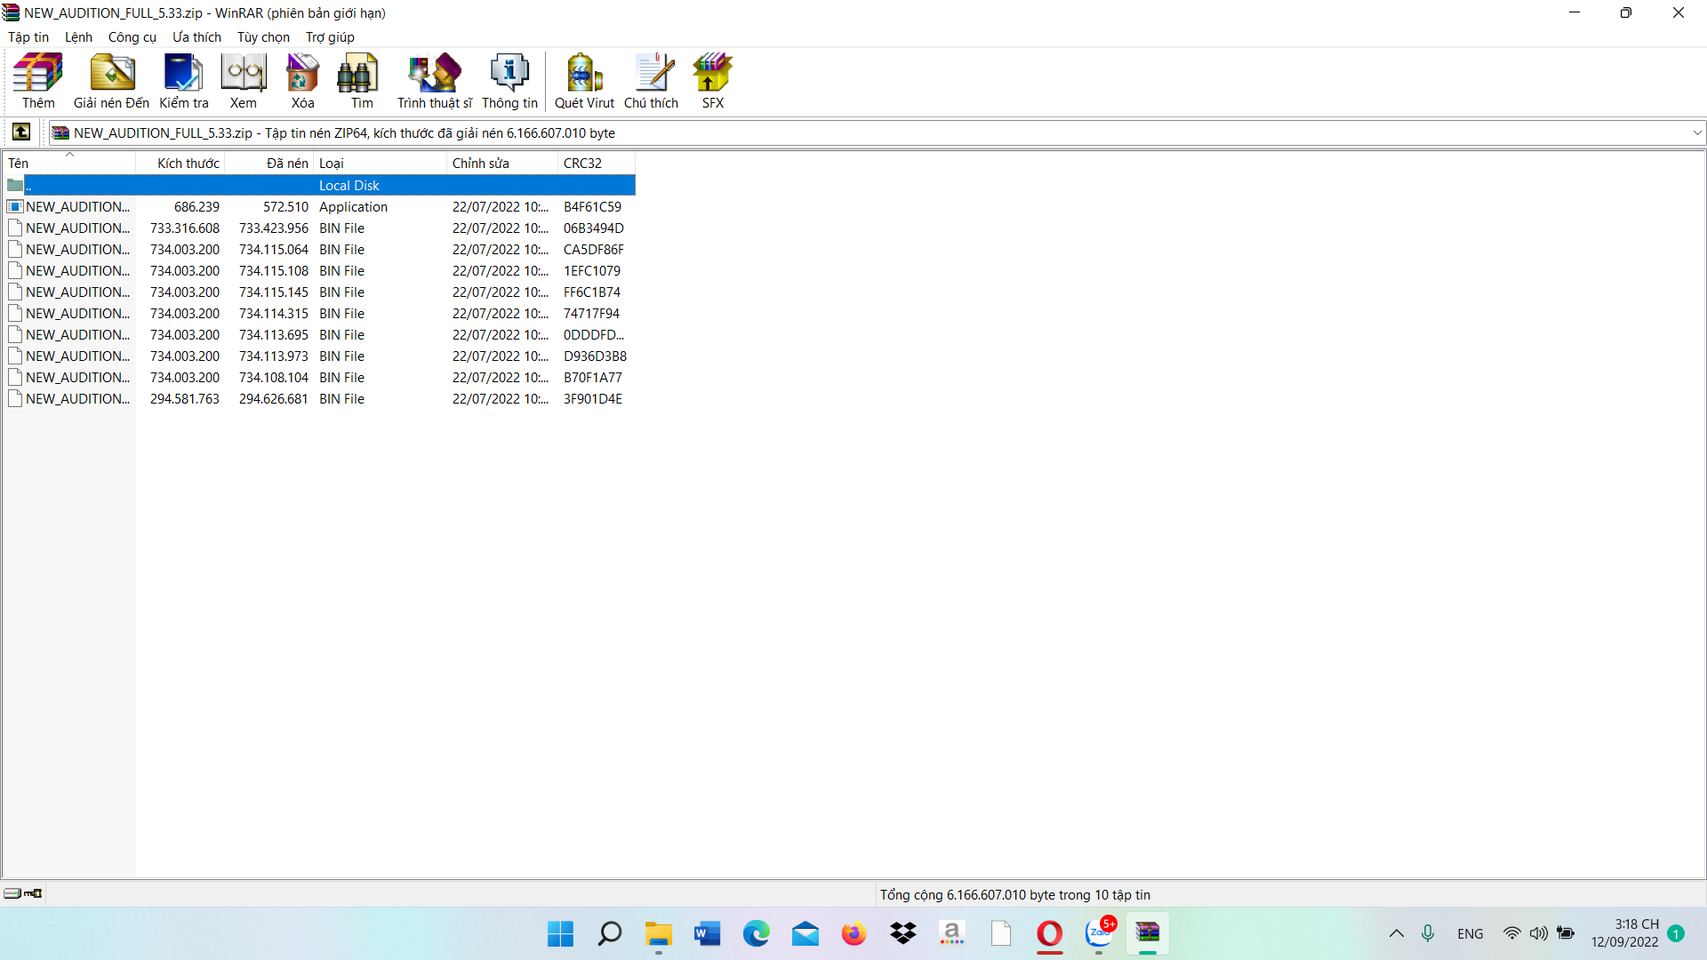 NEW_AUDITION_FULL_5.33.zip - WinRAR (phiên bản giới hạn)
Tập tin Lệnh Công cụ Ưa thích Tùy chọn Trợ giúp
Thêm Giải nén Đến Kiểm tra Xem Xóa Tìm Trình thuật sĩ Thông tin Quét Virut Chú thích SFX
NEW_AUDITION_FULL_5.33.zip - Tập tin nén ZIP64, kích thước đã giải nén 6.166.607.010 byte
Tên Kích thước Đã nén Loại Chỉnh sửa CRC32
.. Local Disk
NEW_AUDITION... 686.239 572.510 Application 22/07/2022 10:... B4F61C59
NEW_AUDITION... 733.316.608 733.423.956 BIN File 22/07/2022 10:... 06B3494D
NEW_AUDITION... 734.003.200 734.115.064 BIN File 22/07/2022 10:... CA5DF86F
NEW_AUDITION... 734.003.200 734.115.108 BIN File 22/07/2022 10:... 1EFC1079
NEW_AUDITION... 734.003.200 734.115.145 BIN File 22/07/2022 10:... FF6C1B74
NEW_AUDITION... 734.003.200 734.114.315 BIN File 22/07/2022 10:... 74717F94
NEW_AUDITION... 734.003.200 734.113.695 BIN File 22/07/2022 10:... 0DDDFD...
NEW_AUDITION... 734.003.200 734.113.973 BIN File 22/07/2022 10:... D936D3B8
NEW_AUDITION... 734.003.200 734.108.104 BIN File 22/07/2022 10:... B70F1A77
NEW_AUDITION... 294.581.763 294.626.681 BIN File 22/07/2022 10:... 3F901D4E
Tổng cộng 6.166.607.010 byte trong 10 tập tin
W a Zalo 5+ ENG 3:18 CH 1
12/09/2022